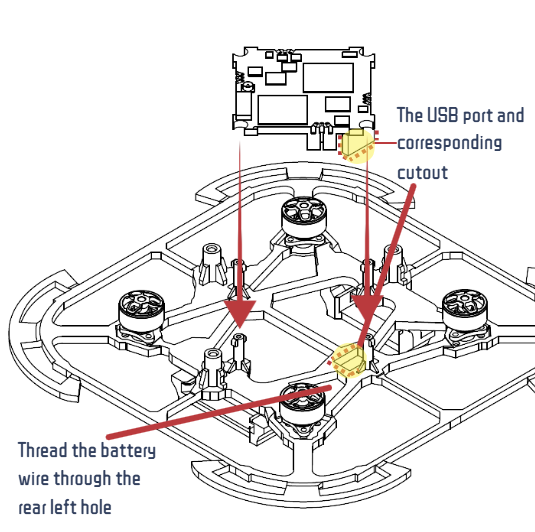 The USB port and
corresponding
cutout
Thread the battery
wire through the
rear left hole